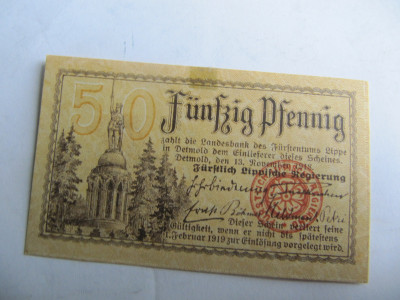 50 Fünfzig Pfennig
zahlt die Landesbank des Fürstentums Lippe
in Detmold dem Einlieferer dieses Scheines.
Detmold, den 13. November 1918.
Fürstlich Lippische Regierung
Dieser Schein verliert seine
Gültigkeit, wenn er nicht bis spätestens
1. Februar 1919 zur Einlösung vorgelegt wird.